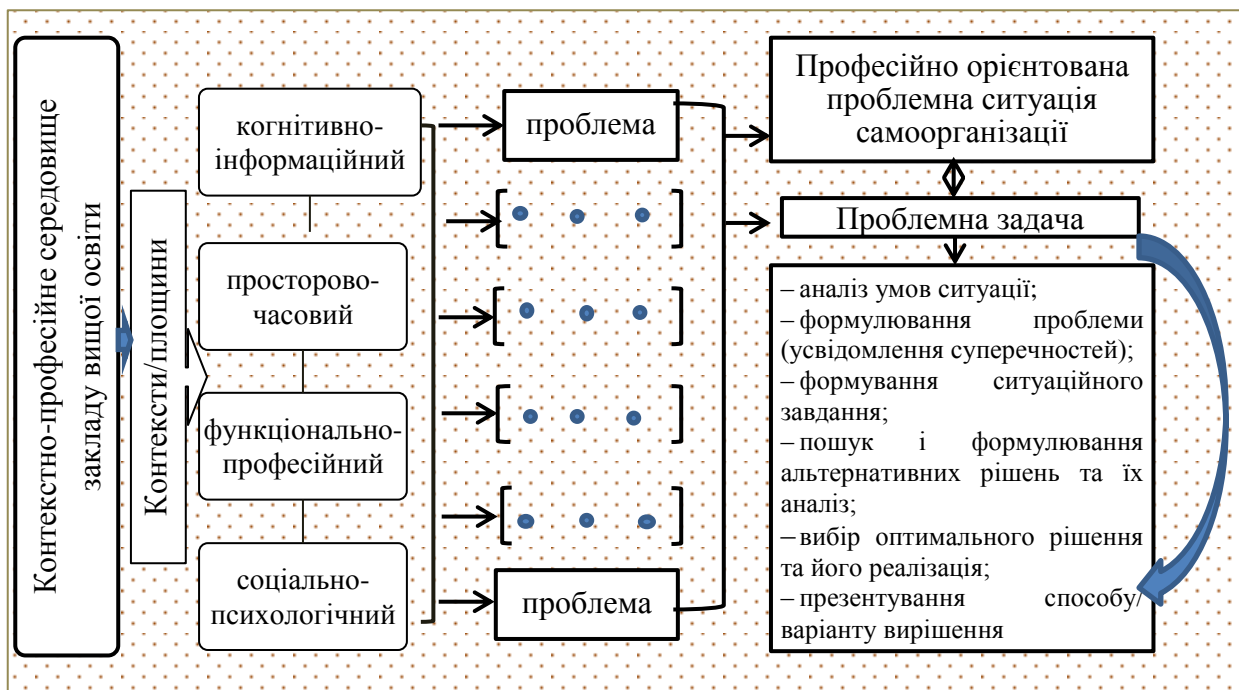 Контекстно-професійне середовище
закладу вищої освіти
Контексти/площини
когнітивно-
інформаційний
просторово-
часовий
функціонально-
професійний
соціально-
психологічний
проблема
проблема
Професійно орієнтована
проблемна ситуація
самоорганізації
Проблемна задача
– аналіз умов ситуації;
– формулювання проблеми
(усвідомлення суперечностей);
– формування ситуаційного
завдання;
– пошук і формулювання
альтернативних рішень та їх
аналіз;
– вибір оптимального рішення
та його реалізація;
– презентування способу/
варіанту вирішення